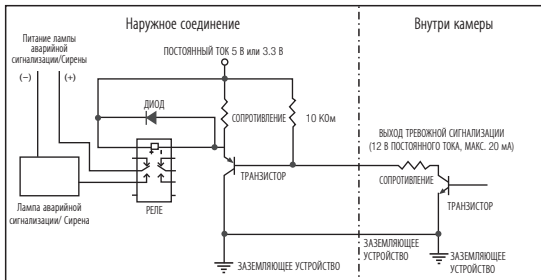 Наружное соединение
Внутри камеры
Питание лампы
аварийной
сигнализации/Сирены
(−)
(+)
ПОСТОЯННЫЙ ТОК 5 В или 3.3 В
ДИОД
СОПРОТИВЛЕНИЕ
10 КОм
РЕЛЕ
ТРАНЗИСТОР
Лампа аварийной
сигнализации/ Сирена
ВЫХОД ТРЕВОЖНОЙ СИГНАЛИЗАЦИИ
(12 В ПОСТОЯННОГО ТОКА, МАКС. 20 мА)
СОПРОТИВЛЕНИЕ
ТРАНЗИСТОР
ЗАЗЕМЛЯЮЩЕЕ УСТРОЙСТВО
ЗАЗЕМЛЯЮЩЕЕ
УСТРОЙСТВО
ЗАЗЕМЛЯЮЩЕЕ
УСТРОЙСТВО